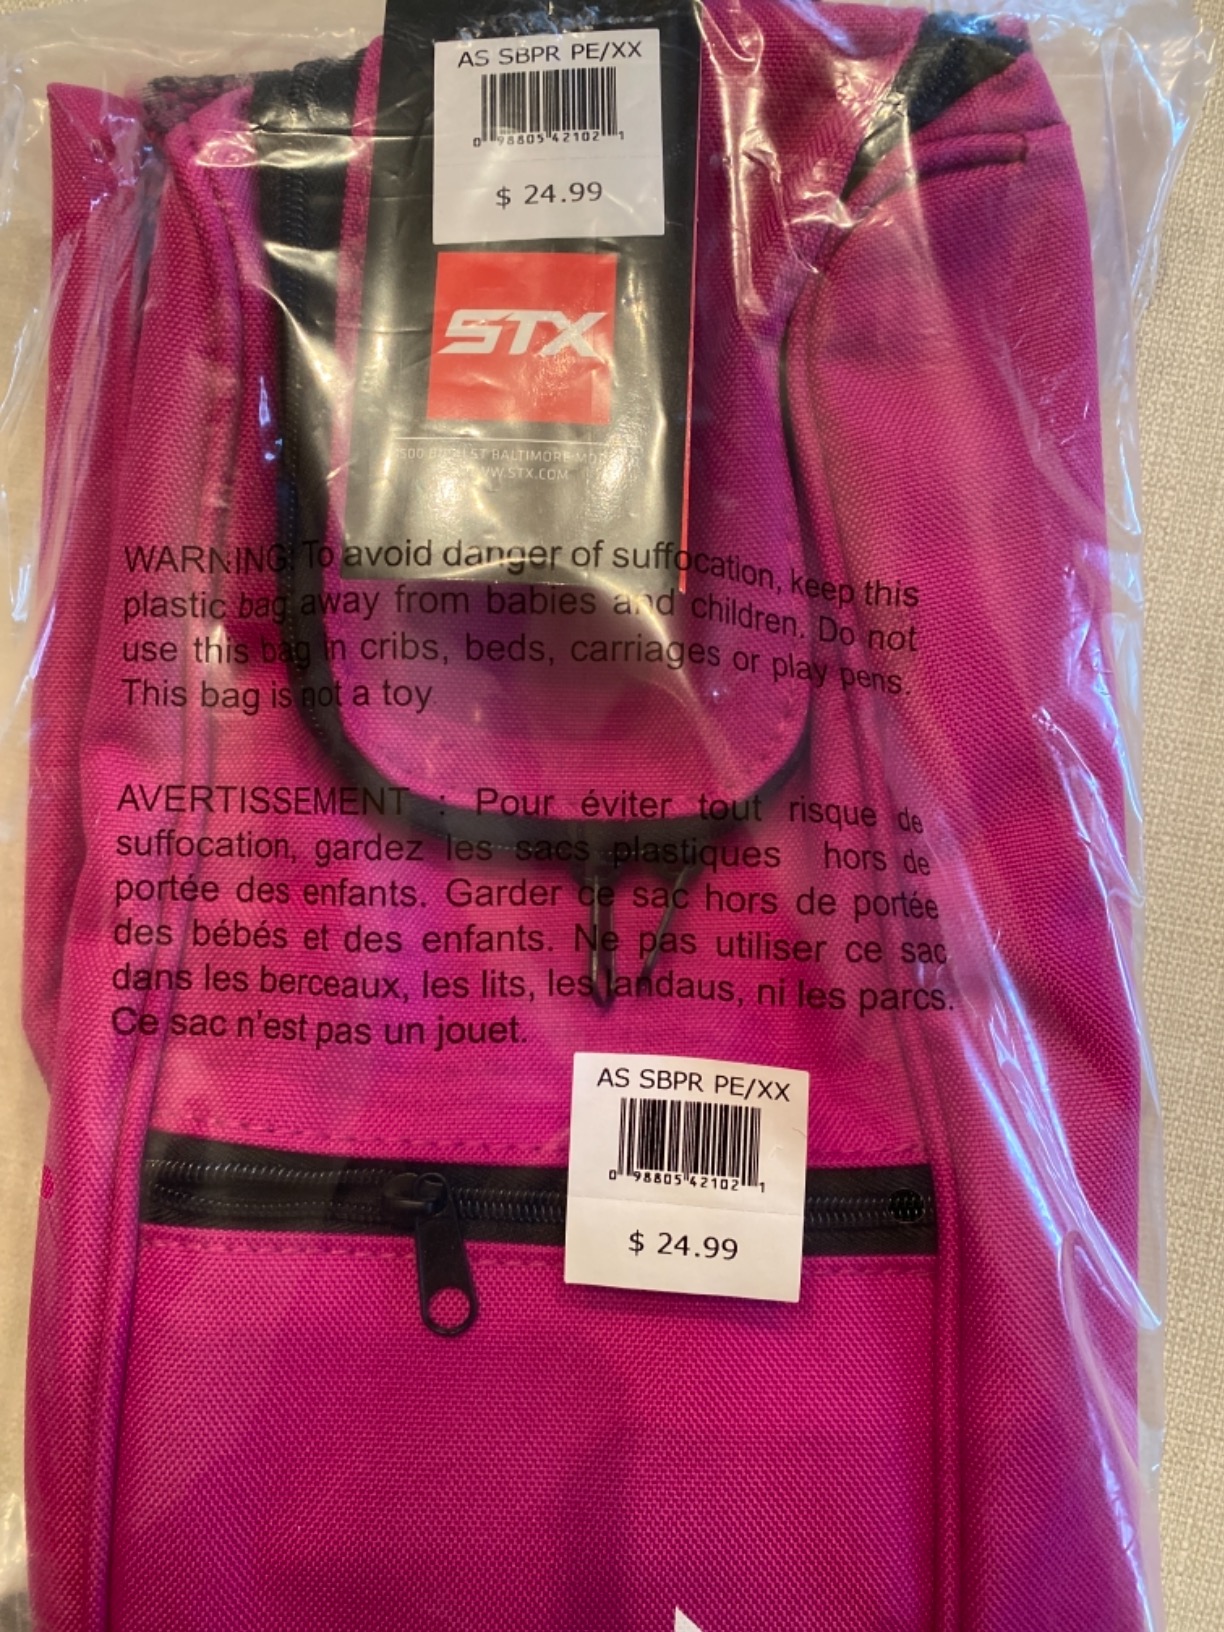 AS SBPR PE/XX
0 98805 42102 1
$ 24.99
STX
BALTIMORE
WWW.STX.COM
WARNING: To avoid danger of suffocation, keep this
plastic bag away from babies and children. Do not
use this bag in cribs, beds, carriages or play pens.
This bag is not a toy
AVERTISSEMENT : Pour éviter tout risque de
suffocation, gardez les sacs plastiques hors de
portée des enfants. Garder ce sac hors de portée
des bébés et des enfants. Ne pas utiliser ce sac
dans les berceaux, les lits, les landaus, ni les parcs.
Ce sac n'est pas un jouet.
AS SBPR PE/XX
0 98805 42102 1
$ 24.99